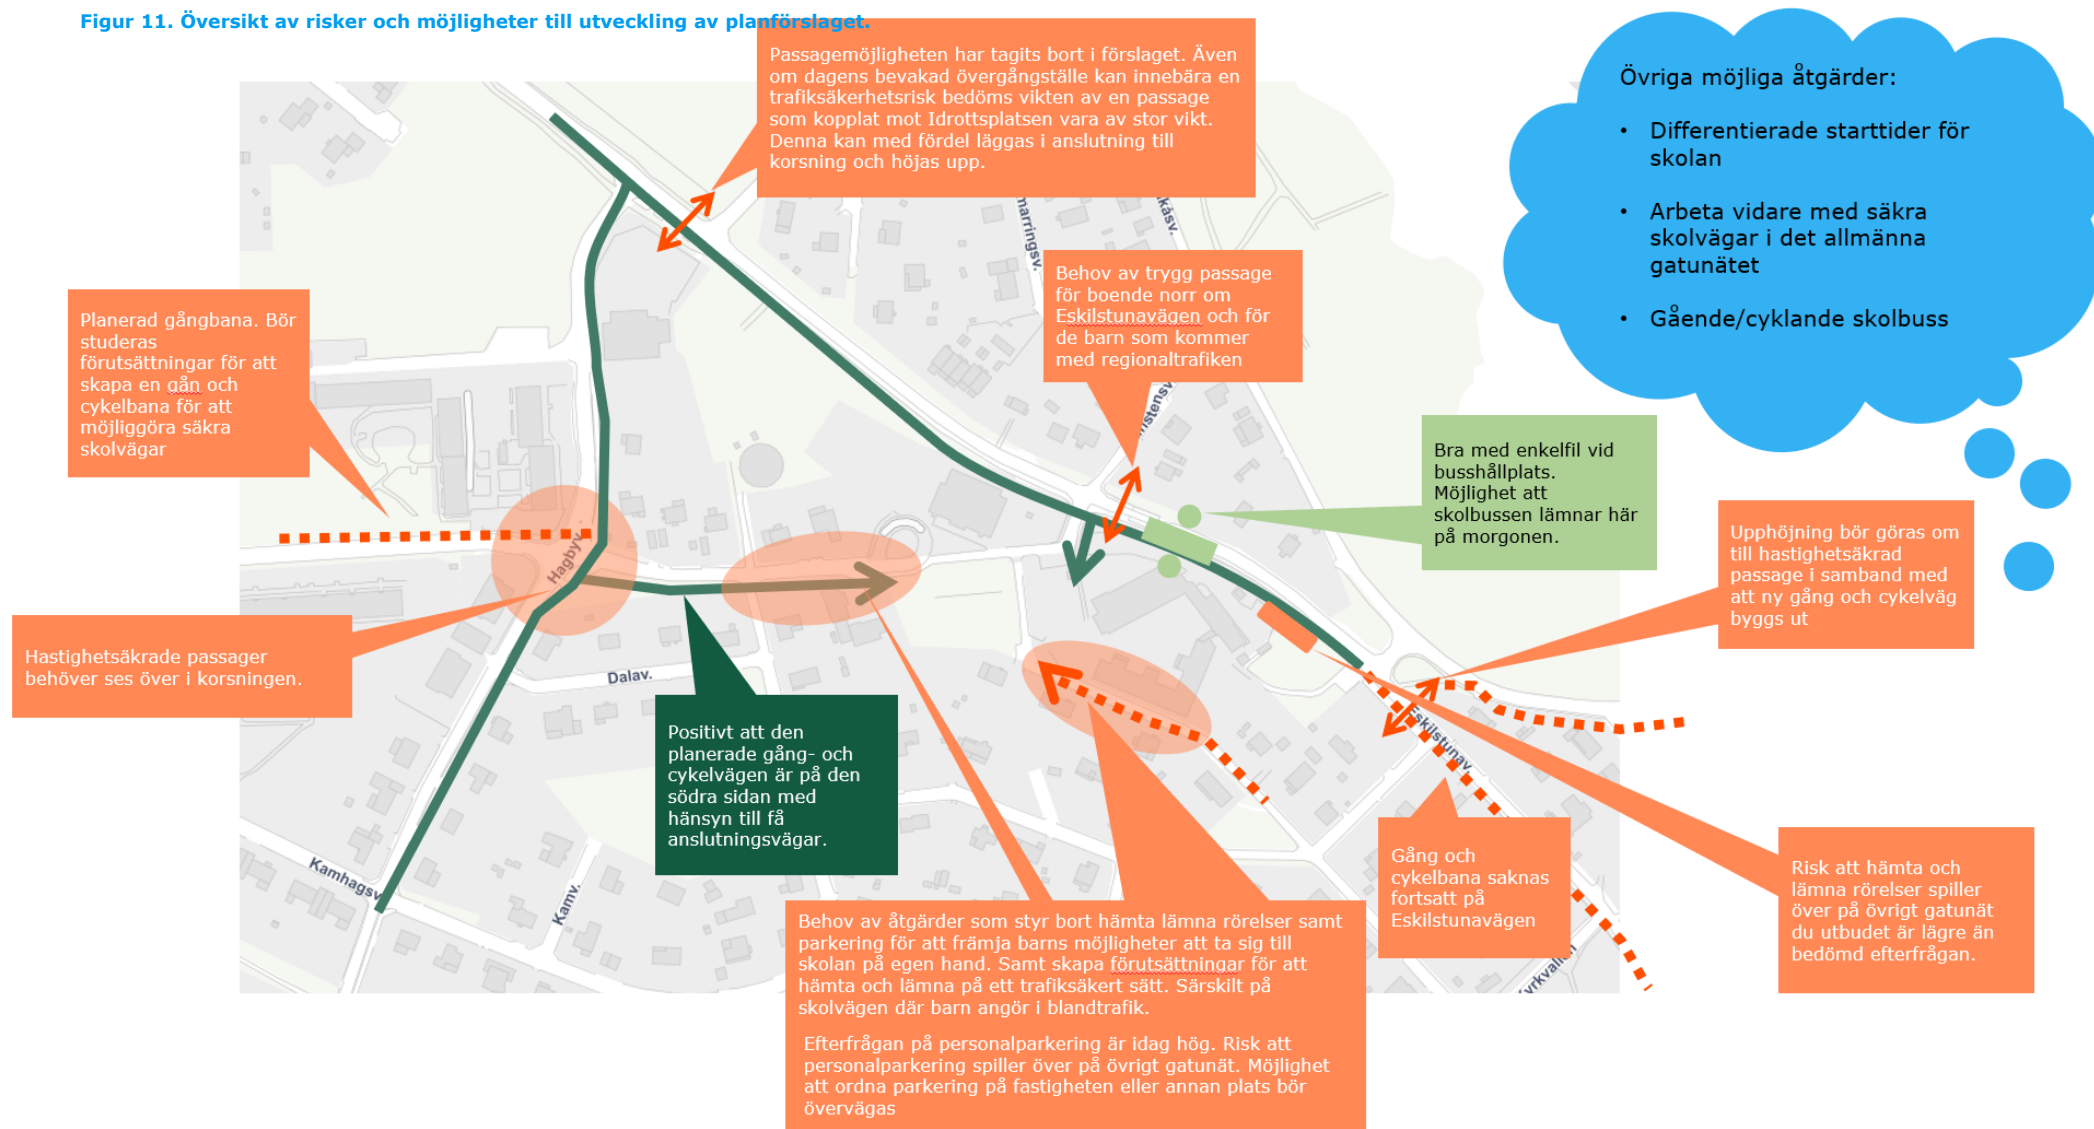 Figur 11. Översikt av risker och möjligheter till utveckling av planförslaget.
Passagemöjligheten har tagits bort i förslaget. Även
om dagens bevakad övergångställe kan innebära en
trafiksäkerhetsrisk bedöms vikten av en passage
som kopplat mot Idrottsplatsen vara av stor vikt.
Denna kan med fördel läggas i anslutning till
korsning och höjas upp.
Övriga möjliga åtgärder:
• Differentierade starttider för
skolan
• Arbeta vidare med säkra
skolvägar i det allmänna
gatunätet
• Gående/cyklande skolbuss
Behov av trygg passage
för boende norr om
Eskilstunavägen och för
de barn som kommer
med regionaltrafiken
Planerad gångbana. Bör
studeras
förutsättningar för att
skapa en gån och
cykelbana för att
möjliggöra säkra
skolvägar
Bra med enkelfil vid
busshållplats.
Möjlighet att
skolbussen lämnar här
på morgonen.
Upphöjning bör göras om
till hastighetsäkrad
passage i samband med
att ny gång och cykelväg
byggs ut
Hagbyv.
Hastighetsäkrade passager
behöver ses över i korsningen.
Dalav.
Positivt att den
planerade gång- och
cykelvägen är på den
södra sidan med
hänsyn till få
anslutningsvägar.
Eskilstunav.
Kamhagsv.
Kamv.
Gång och
cykelbana saknas
fortsatt på
Eskilstunavägen
Risk att hämta och
lämna rörelser spiller
över på övrigt gatunät
du utbudet är lägre än
bedömd efterfrågan.
Behov av åtgärder som styr bort hämta lämna rörelser samt
parkering för att främja barns möjligheter att ta sig till
skolan på egen hand. Samt skapa förutsättningar för att
hämta och lämna på ett trafiksäkert sätt. Särskilt på
skolvägen där barn angör i blandtrafik.
Efterfrågan på personalparkering är idag hög. Risk att
personalparkering spiller över på övrigt gatunät. Möjlighet
att ordna parkering på fastigheten eller annan plats bör
övervägas